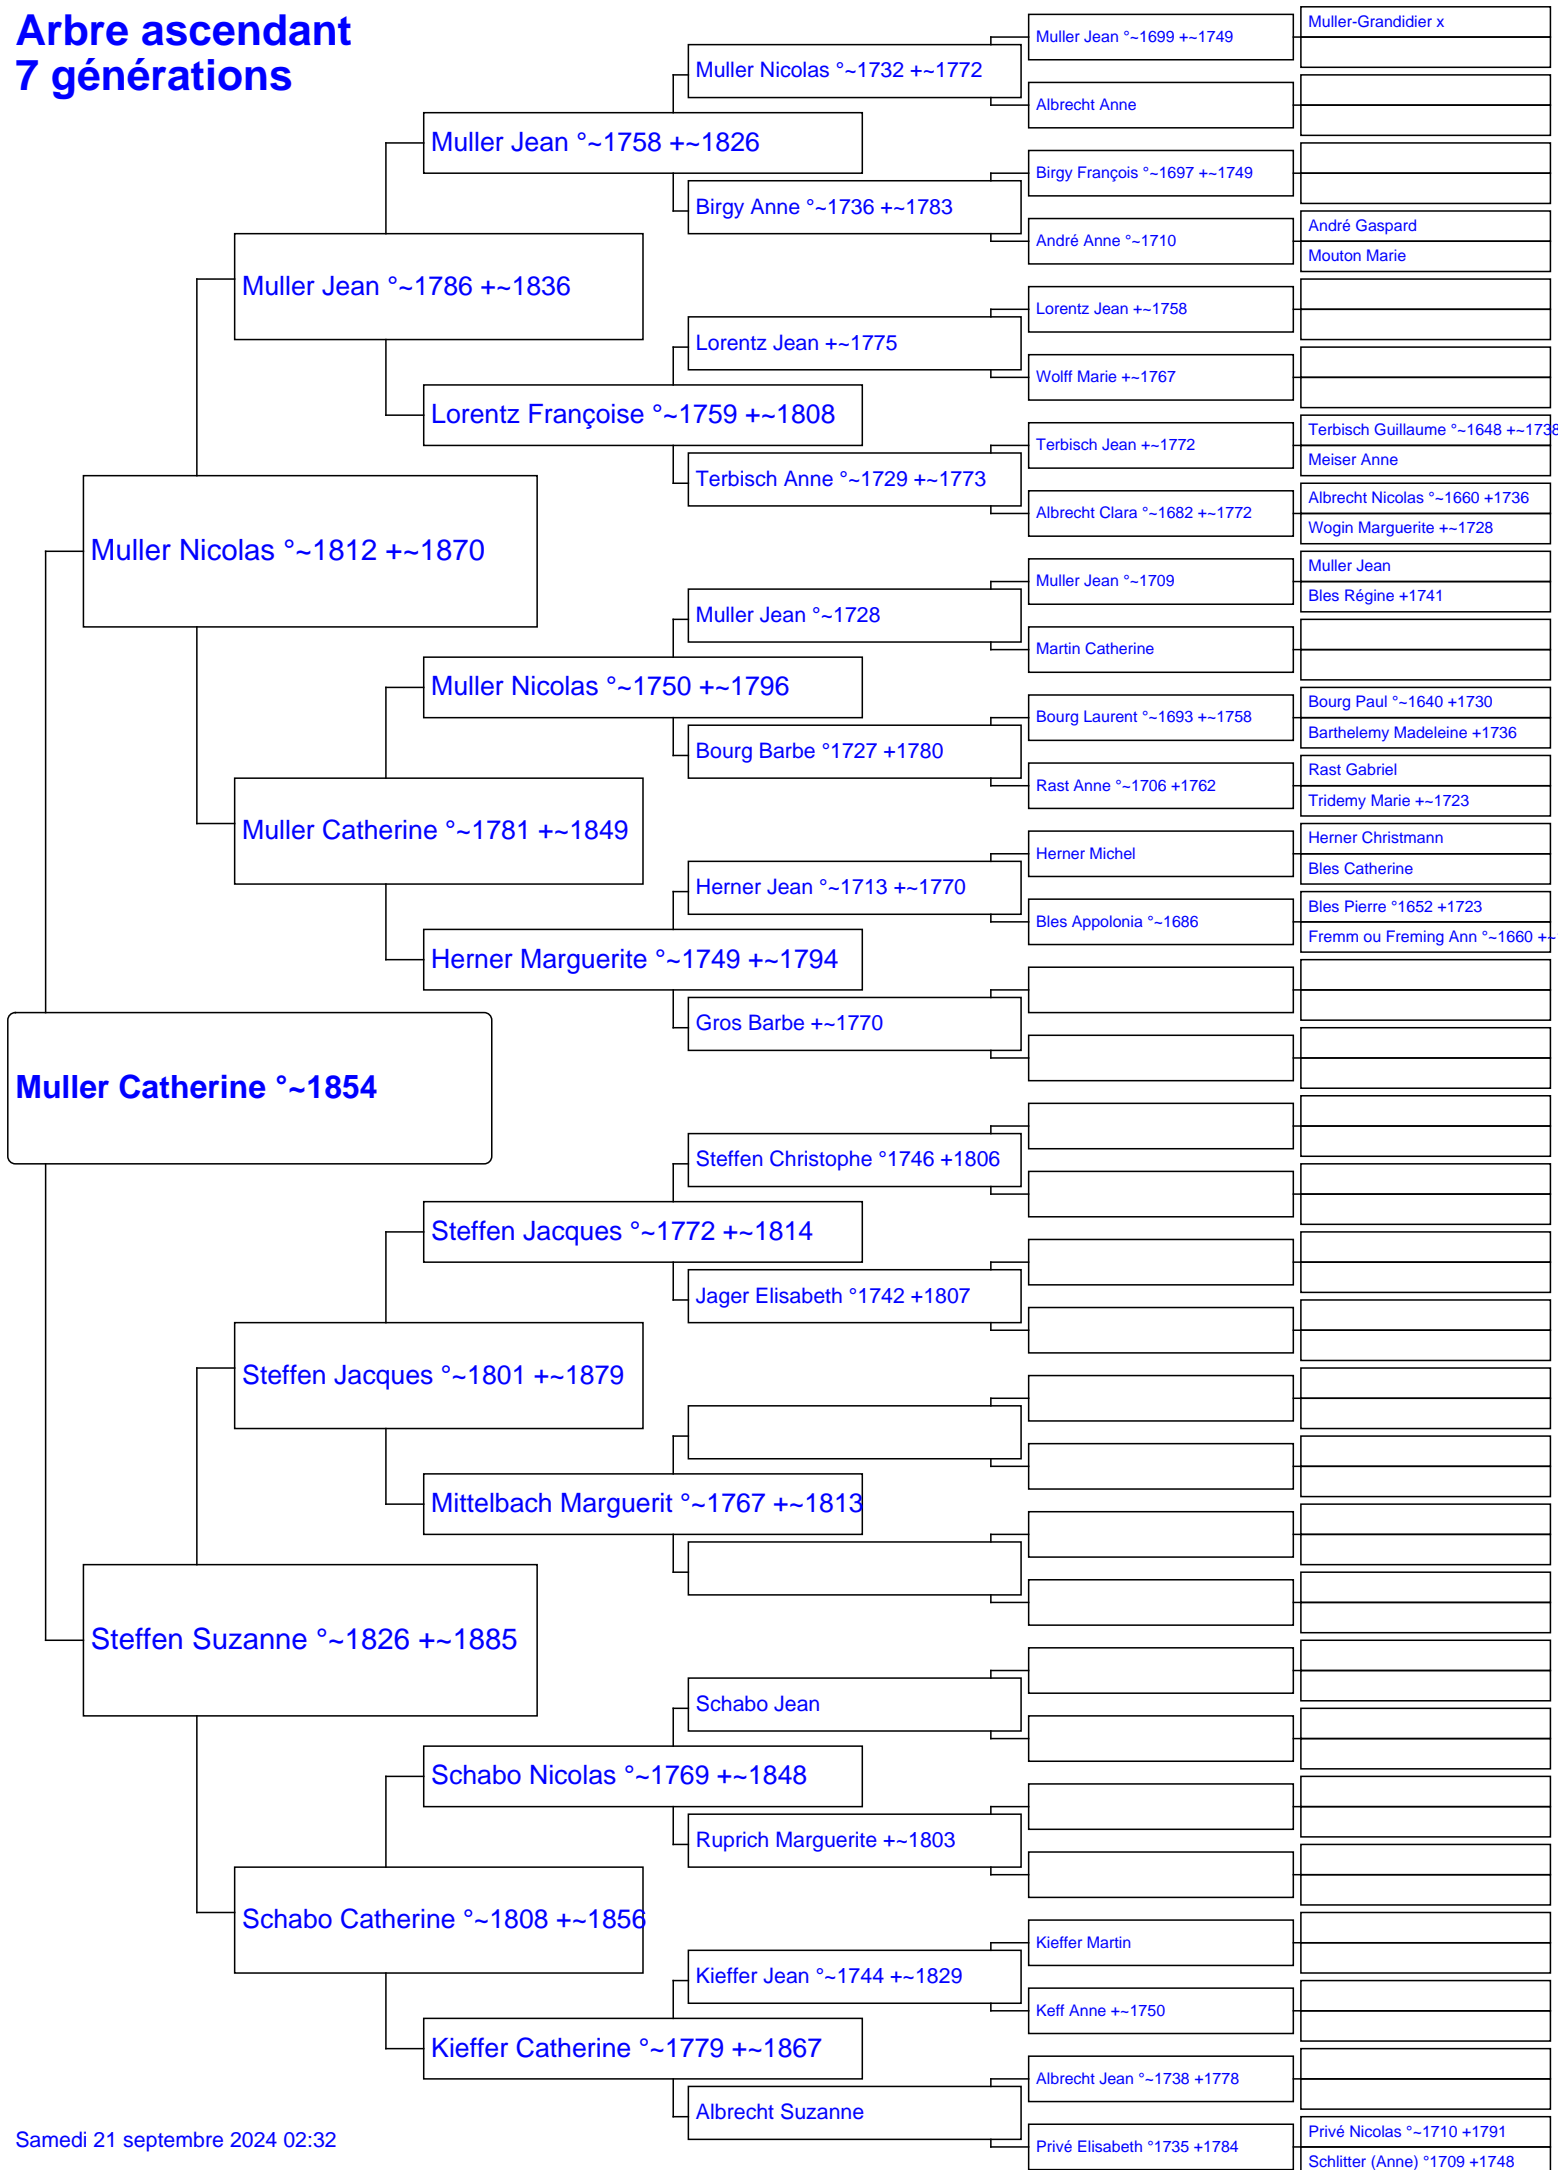 Arbre ascendant
7 générations
Muller Catherine °~1854
Muller Nicolas °~1812 +~1870
Steffen Suzanne °~1826 +~1885
Muller Jean °~1786 +~1836
Muller Catherine °~1781 +~1849
Steffen Jacques °~1801 +~1879
Schabo Catherine °~1808 +~1856
Muller Jean °~1758 +~1826
Lorentz Françoise °~1759 +~1808
Muller Nicolas °~1750 +~1796
Herner Marguerite °~1749 +~1794
Steffen Jacques °~1772 +~1814
Mittelbach Marguerit °~1767 +~1813
Schabo Nicolas °~1769 +~1848
Kieffer Catherine °~1779 +~1867
Muller Nicolas °~1732 +~1772
Birgy Anne °~1736 +~1783
Lorentz Jean +~1775
Terbisch Anne °~1729 +~1773
Muller Jean °~1728
Bourg Barbe °1727 +1780
Herner Jean °~1713 +~1770
Gros Barbe +~1770
Steffen Christophe °1746 +1806
Jager Elisabeth °1742 +1807
Schabo Jean
Ruprich Marguerite +~1803
Kieffer Jean °~1744 +~1829
Albrecht Suzanne
Muller Jean °~1699 +~1749
Albrecht Anne
Birgy François °~1697 +~1749
André Anne °~1710
Lorentz Jean +~1758
Wolff Marie +~1767
Terbisch Jean +~1772
Albrecht Clara °~1682 +~1772
Muller Jean °~1709
Martin Catherine
Bourg Laurent °~1693 +~1758
Rast Anne °~1706 +1762
Herner Michel
Bles Appolonia °~1686
Kieffer Martin
Keff Anne +~1750
Albrecht Jean °~1738 +1778
Privé Elisabeth °1735 +1784
Muller-Grandidier x
André Gaspard
Mouton Marie
Terbisch Guillaume °~1648 +~1738
Meiser Anne
Albrecht Nicolas °~1660 +1736
Wogin Marguerite +~1728
Muller Jean
Bles Régine +1741
Bourg Paul °~1640 +1730
Barthelemy Madeleine +1736
Rast Gabriel
Tridemy Marie +~1723
Herner Christmann
Bles Catherine
Bles Pierre °1652 +1723
Fremm ou Freming Ann °~1660 +~
Privé Nicolas °~1710 +1791
Schlitter (Anne) °1709 +1748
Samedi 21 septembre 2024 02:32